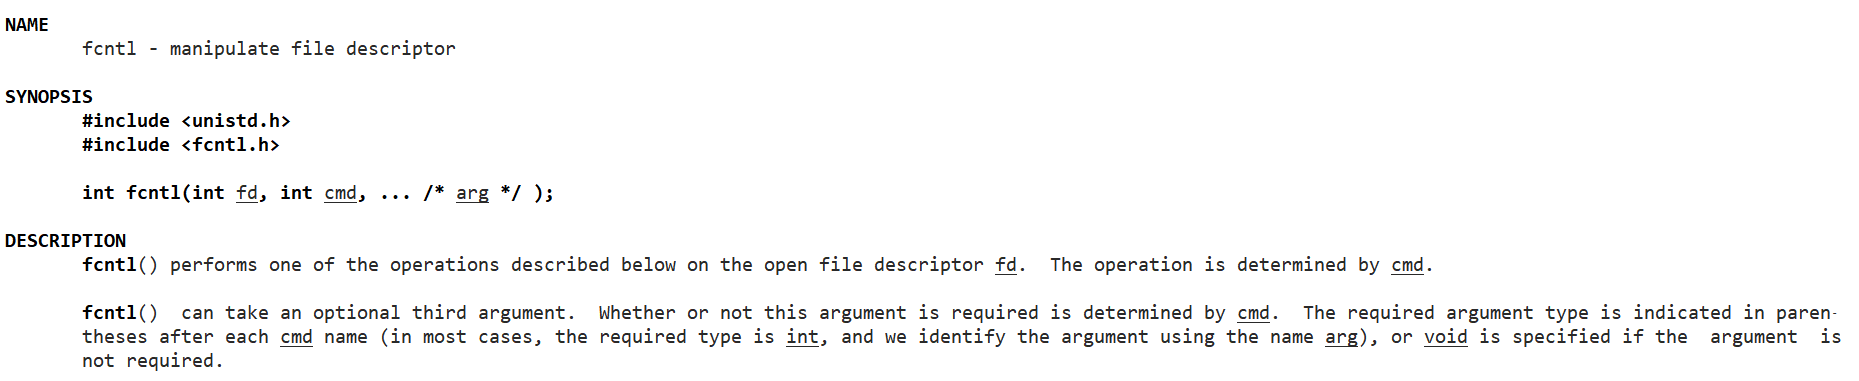 NAME
fcntl - manipulate file descriptor
SYNOPSIS
#include <unistd.h>
#include <fcntl.h>
int fcntl(int fd, int cmd, ... /* arg */ );
DESCRIPTION
fcntl() performs one of the operations described below on the open file descriptor fd.  The operation is determined by cmd.
fcntl()  can take an optional third argument.  Whether or not this argument is required is determined by cmd.  The required argument type is indicated in paren-
theses after each cmd name (in most cases, the required type is int, and we identify the argument using the name arg), or void is specified if the  argument  is
not required.